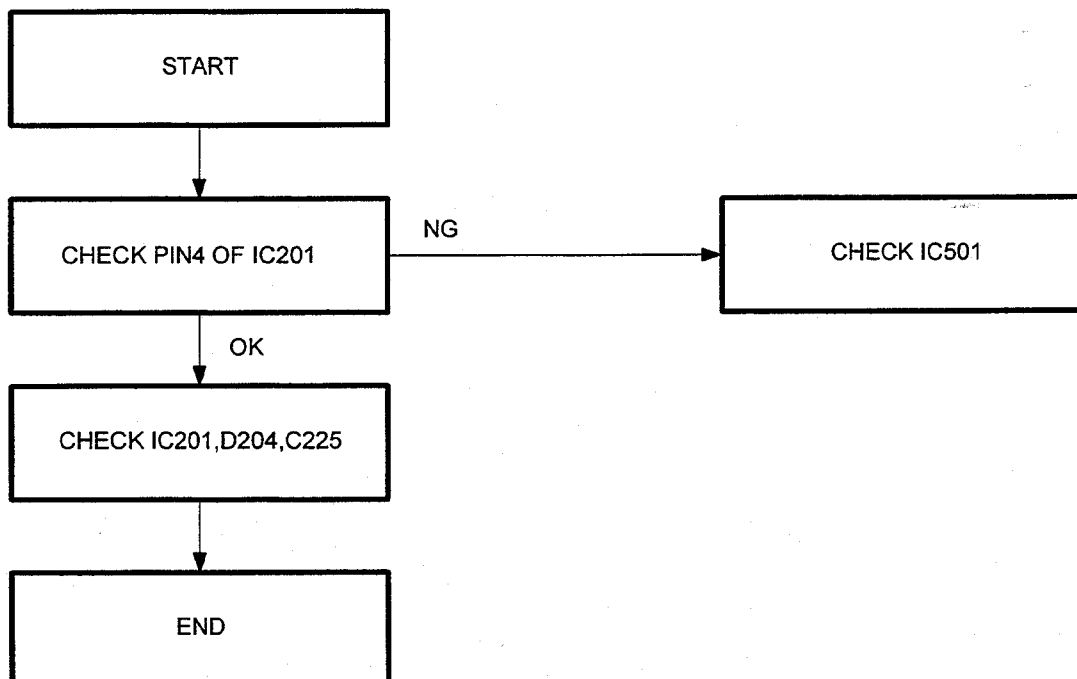 START
CHECK PIN4 OF IC201
NG
CHECK IC501
OK
CHECK IC201,D204,C225
END